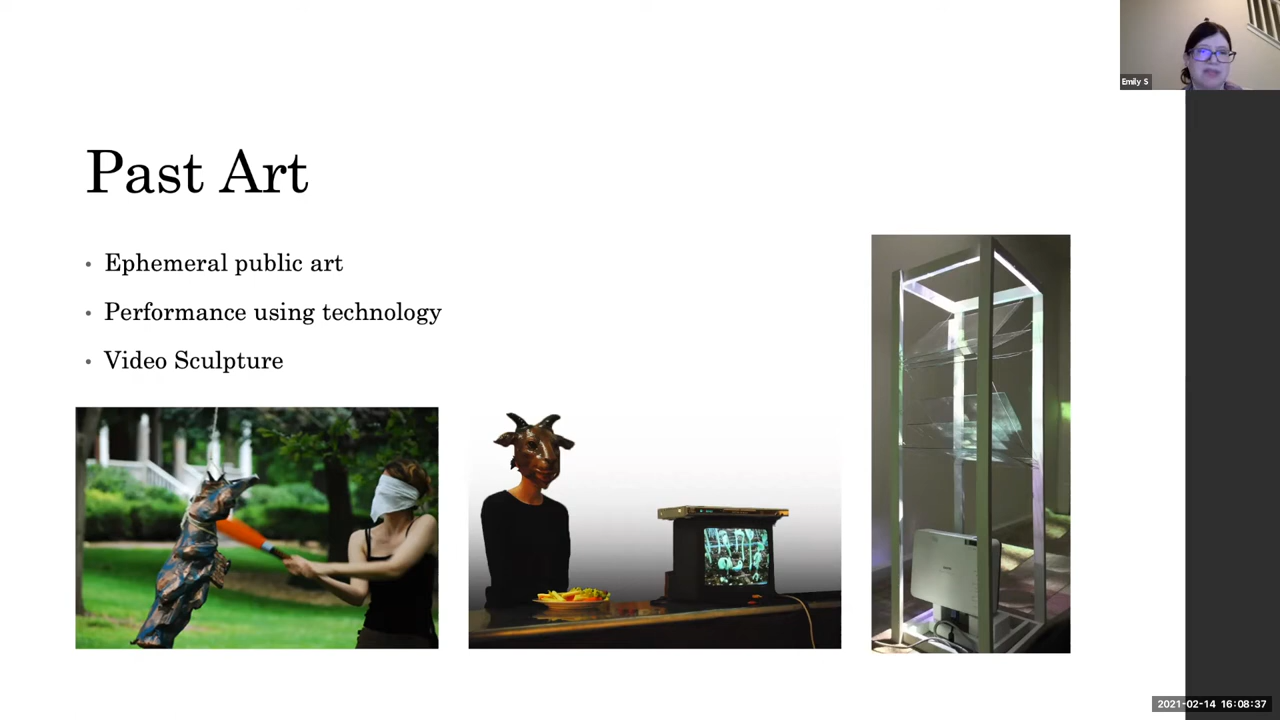 Emily S
Past Art
• Ephemeral public art
• Performance using technology
• Video Sculpture
2021-02-14 16:08:37